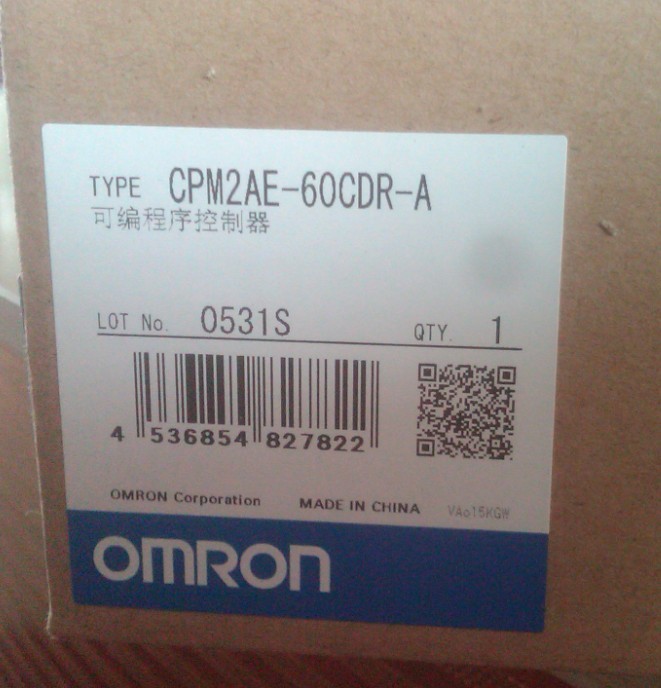 TYPE CPM2AE-60CDR-A
可编程序控制器
LOT No. 0531S QTY. 1
4 536854 827822
OMRON Corporation MADE IN CHINA
OMRON